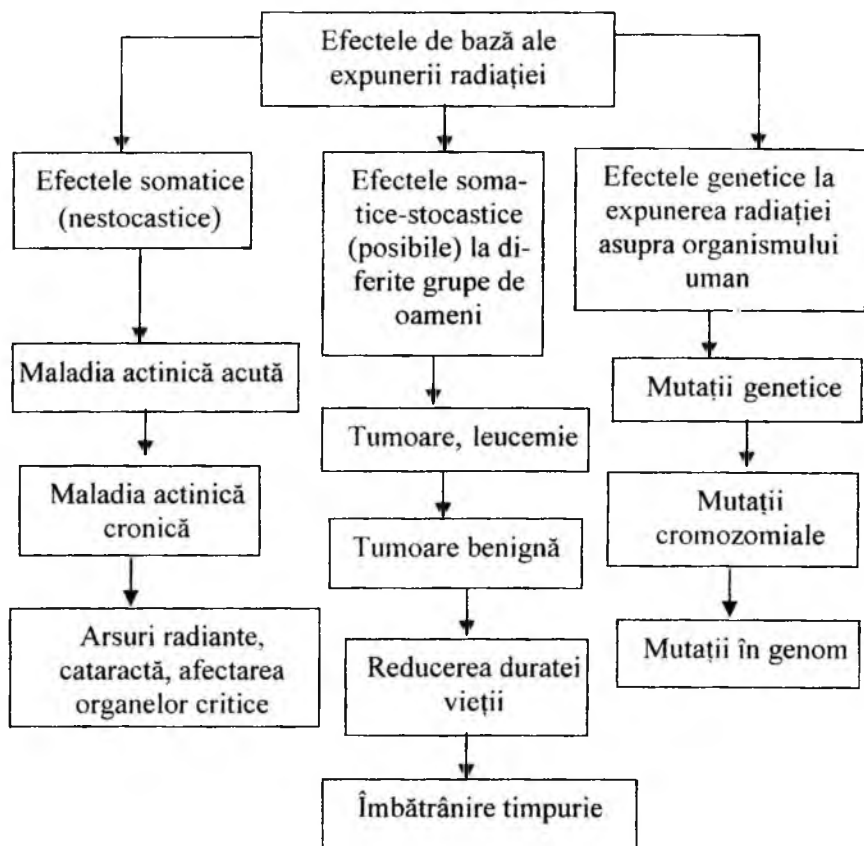 Efectele de bază ale
expunerii radiației
Efectele somatice
(nestocastice)
Maladia actinică acută
Maladia actinică
cronică
Arsuri radiante,
cataractă, afectarea
organelor critice
Efectele soma-
tice-stocastice
(posibile) la di-
ferite grupe de
oameni
Tumoare, leucemie
Tumoare benignă
Reducerea duratei
vieții
Îmbătrânire timpurie
Efectele genetice la
expunerea radiației
asupra organismului
uman
Mutații genetice
Mutații
cromozomiale
Mutații în genom